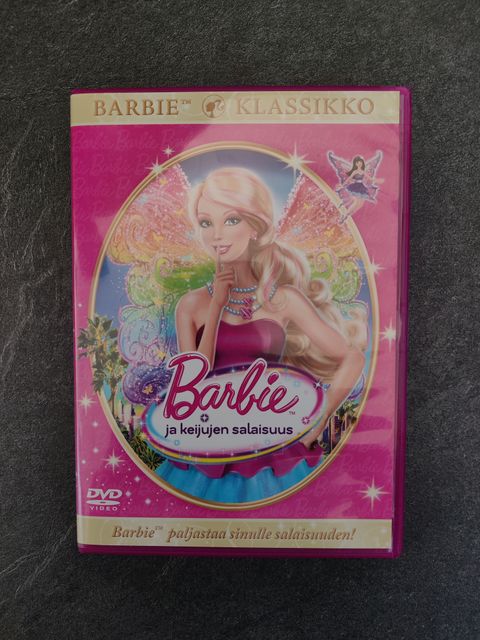 BARBIE™ KLASSIKKO
Barbie™
ja keijujen salaisuus
DVD
VIDEO
Barbie™ paljastaa sinulle salaisuuden!